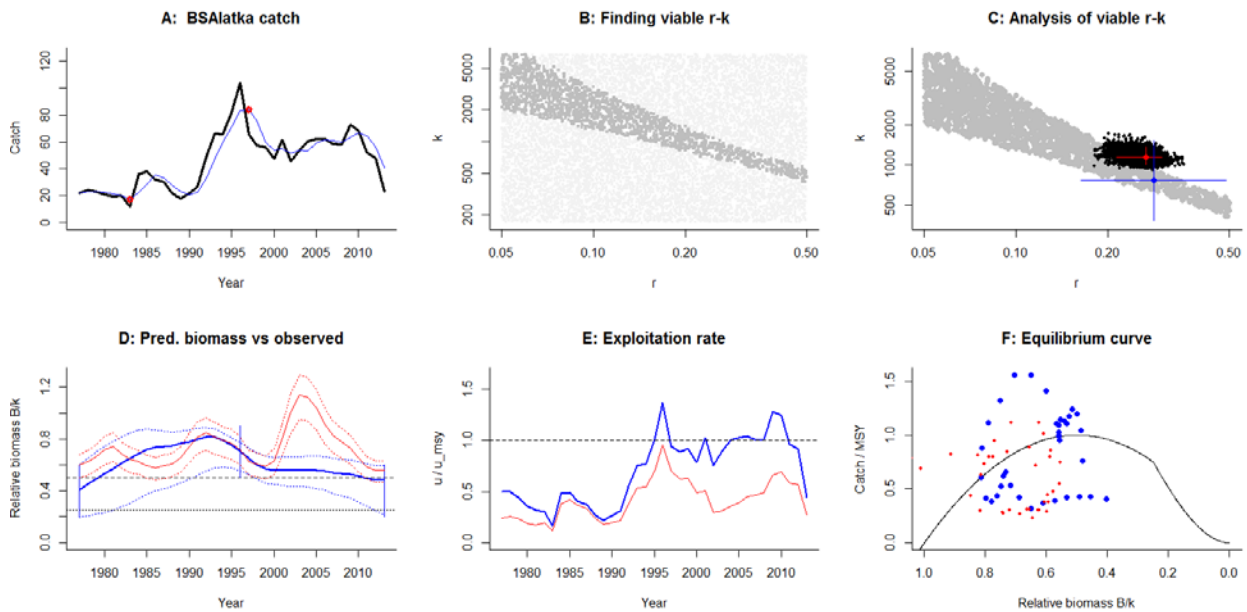 A: BSAlatka catch
B: Finding viable r-k
C: Analysis of viable r-k
Catch
0 20 40 60 80 120
1980 1985 1990 1995 2000 2005 2010
Year
k
200 500 2000 5000
0.05 0.10 0.20 0.50
r
k
500 1000 2000 5000
0.05 0.10 0.20 0.50
r
D: Pred. biomass vs observed
E: Exploitation rate
F: Equilibrium curve
Relative biomass B/k
0.0 0.4 0.8 1.2
1980 1985 1990 1995 2000 2005 2010
Year
u / u_msy
0.0 0.5 1.0 1.5
1980 1985 1990 1995 2000 2005 2010
Year
Catch / MSY
0.0 0.5 1.0 1.5
1.0 0.8 0.6 0.4 0.2 0.0
Relative biomass B/k